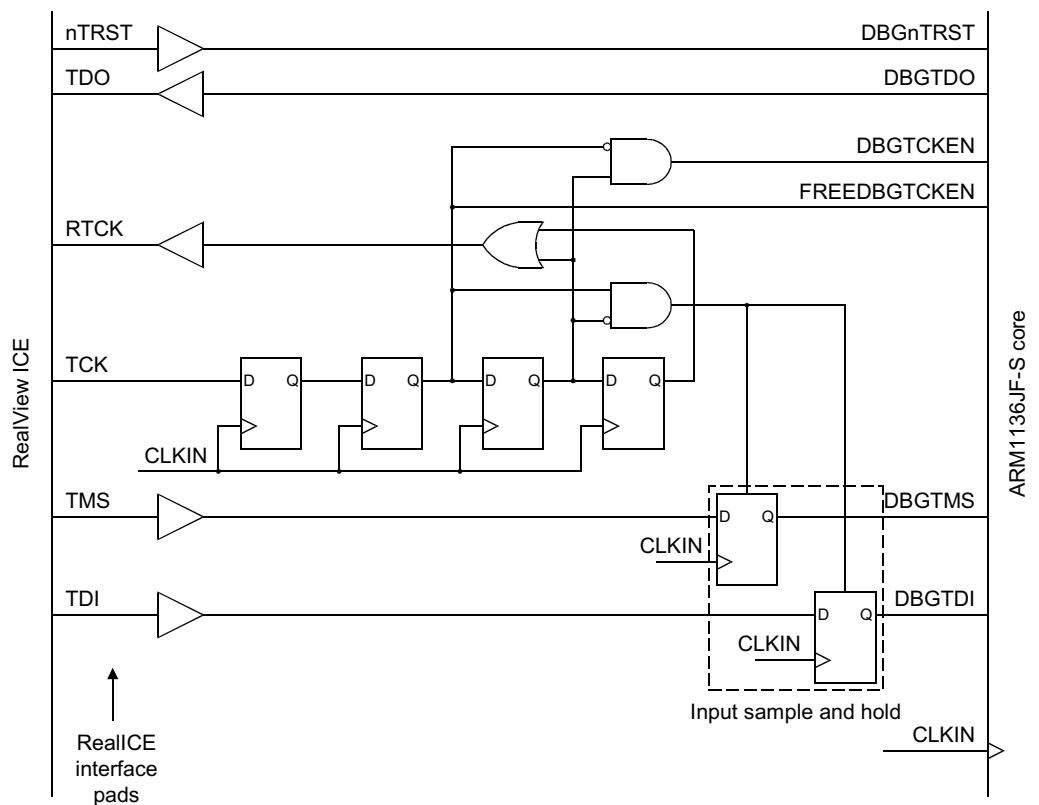 nTRST
DBGnTRST
TDO
DBGTDO
DBGTCKEN
FREEDBGTCKEN
RTCK
TCK
D
Q
D
Q
D
Q
D
Q
CLKIN
RealView ICE
ARM1136JF-S core
TMS
D
Q
DBGTMS
CLKIN
TDI
D
Q
DBGTDI
CLKIN
Input sample and hold
CLKIN
RealICE
interface
pads